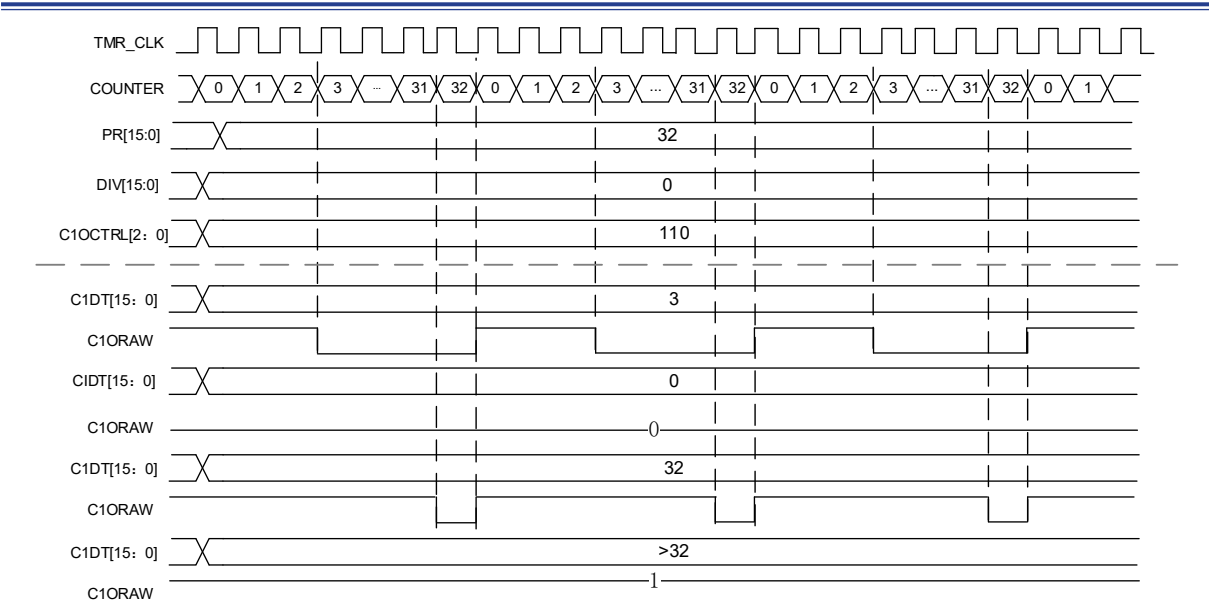 TMR_CLK
COUNTER 0 1 2 3 ... 31 32 0 1 2 3 ... 31 32 0 1 2 3 ... 31 32 0 1
PR[15:0] 32
DIV[15:0] 0
C1OCTRL[2：0] 110
C1DT[15：0] 3
C1ORAW
CIDT[15：0] 0
C1ORAW 0
C1DT[15：0] 32
C1ORAW
C1DT[15：0] >32
C1ORAW 1